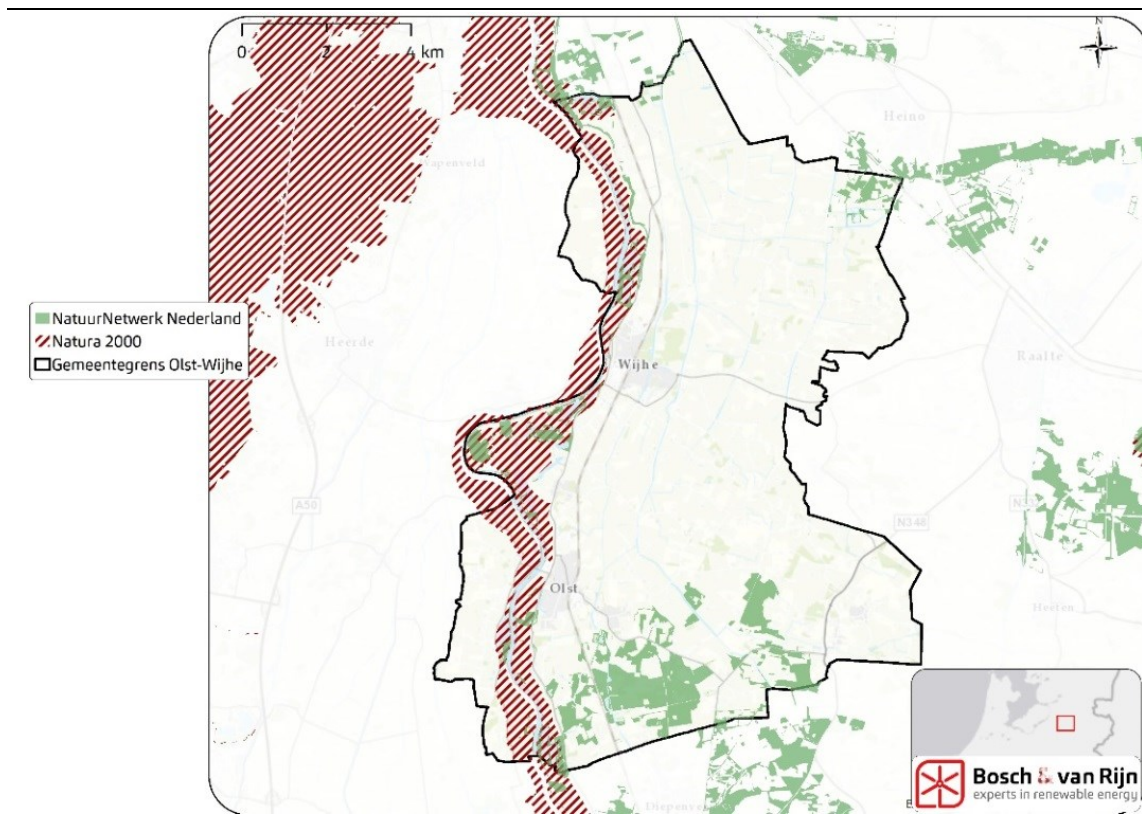 0 2 4 km
N
Heino
Wapenveld
NatuurNetwerk Nederland
Natura 2000
Gemeentegrens Olst-Wijhe
Heerde
Wijhe
Raalte
A50
N348
Olst
Heeten
Bosch & van Rijn
experts in renewable energy